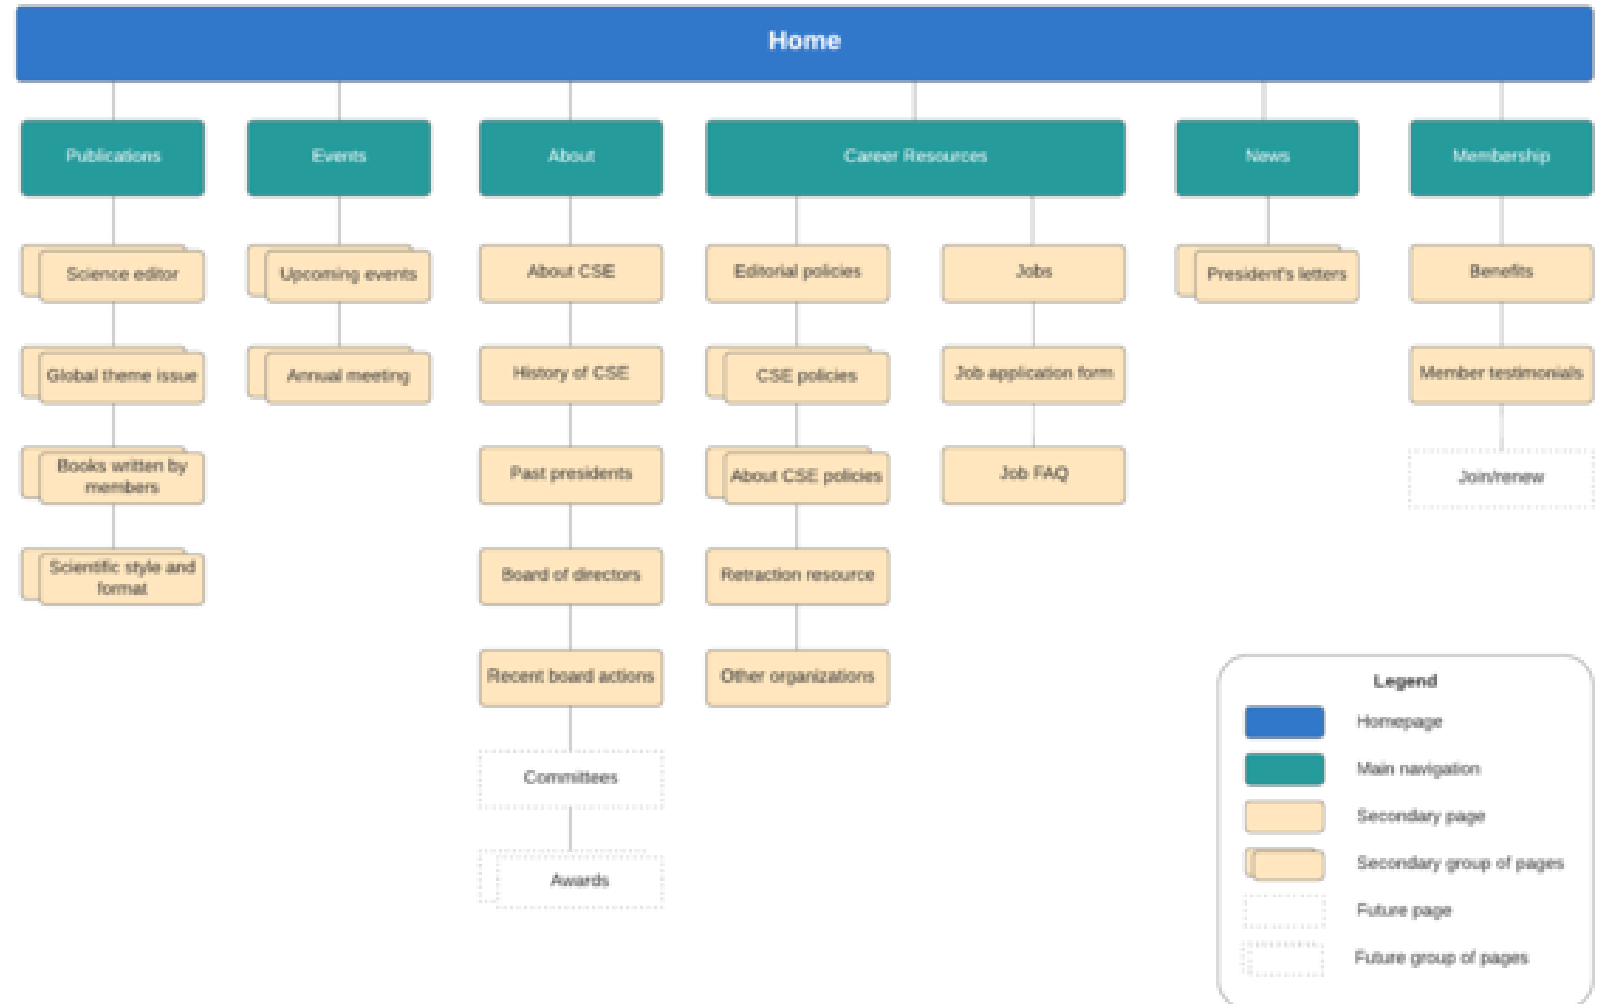 Home
Publications
Events
About
Career Resources
News
Membership
Science editor
Upcoming events
About CSE
Editorial policies
Jobs
President's letters
Benefits
Global theme issue
Annual meeting
History of CSE
CSE policies
Job application form
Member testimonials
Books written by
members
Past presidents
About CSE policies
Job FAQ
Join/renew
Scientific style and
format
Board of directors
Retraction resource
Recent board actions
Other organizations
Committees
Awards
Legend
Homepage
Main navigation
Secondary page
Secondary group of pages
Future page
Future group of pages